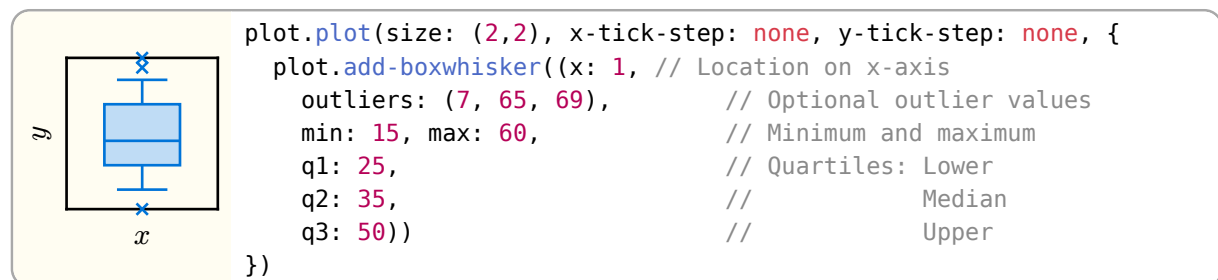 y
x
plot.plot(size: (2,2), x-tick-step: none, y-tick-step: none, {
  plot.add-boxwhisker((x: 1, // Location on x-axis
    outliers: (7, 65, 69),        // Optional outlier values
    min: 15, max: 60,             // Minimum and maximum
    q1: 25,                       // Quartiles: Lower
    q2: 35,                       //            Median
    q3: 50))                      //            Upper
})